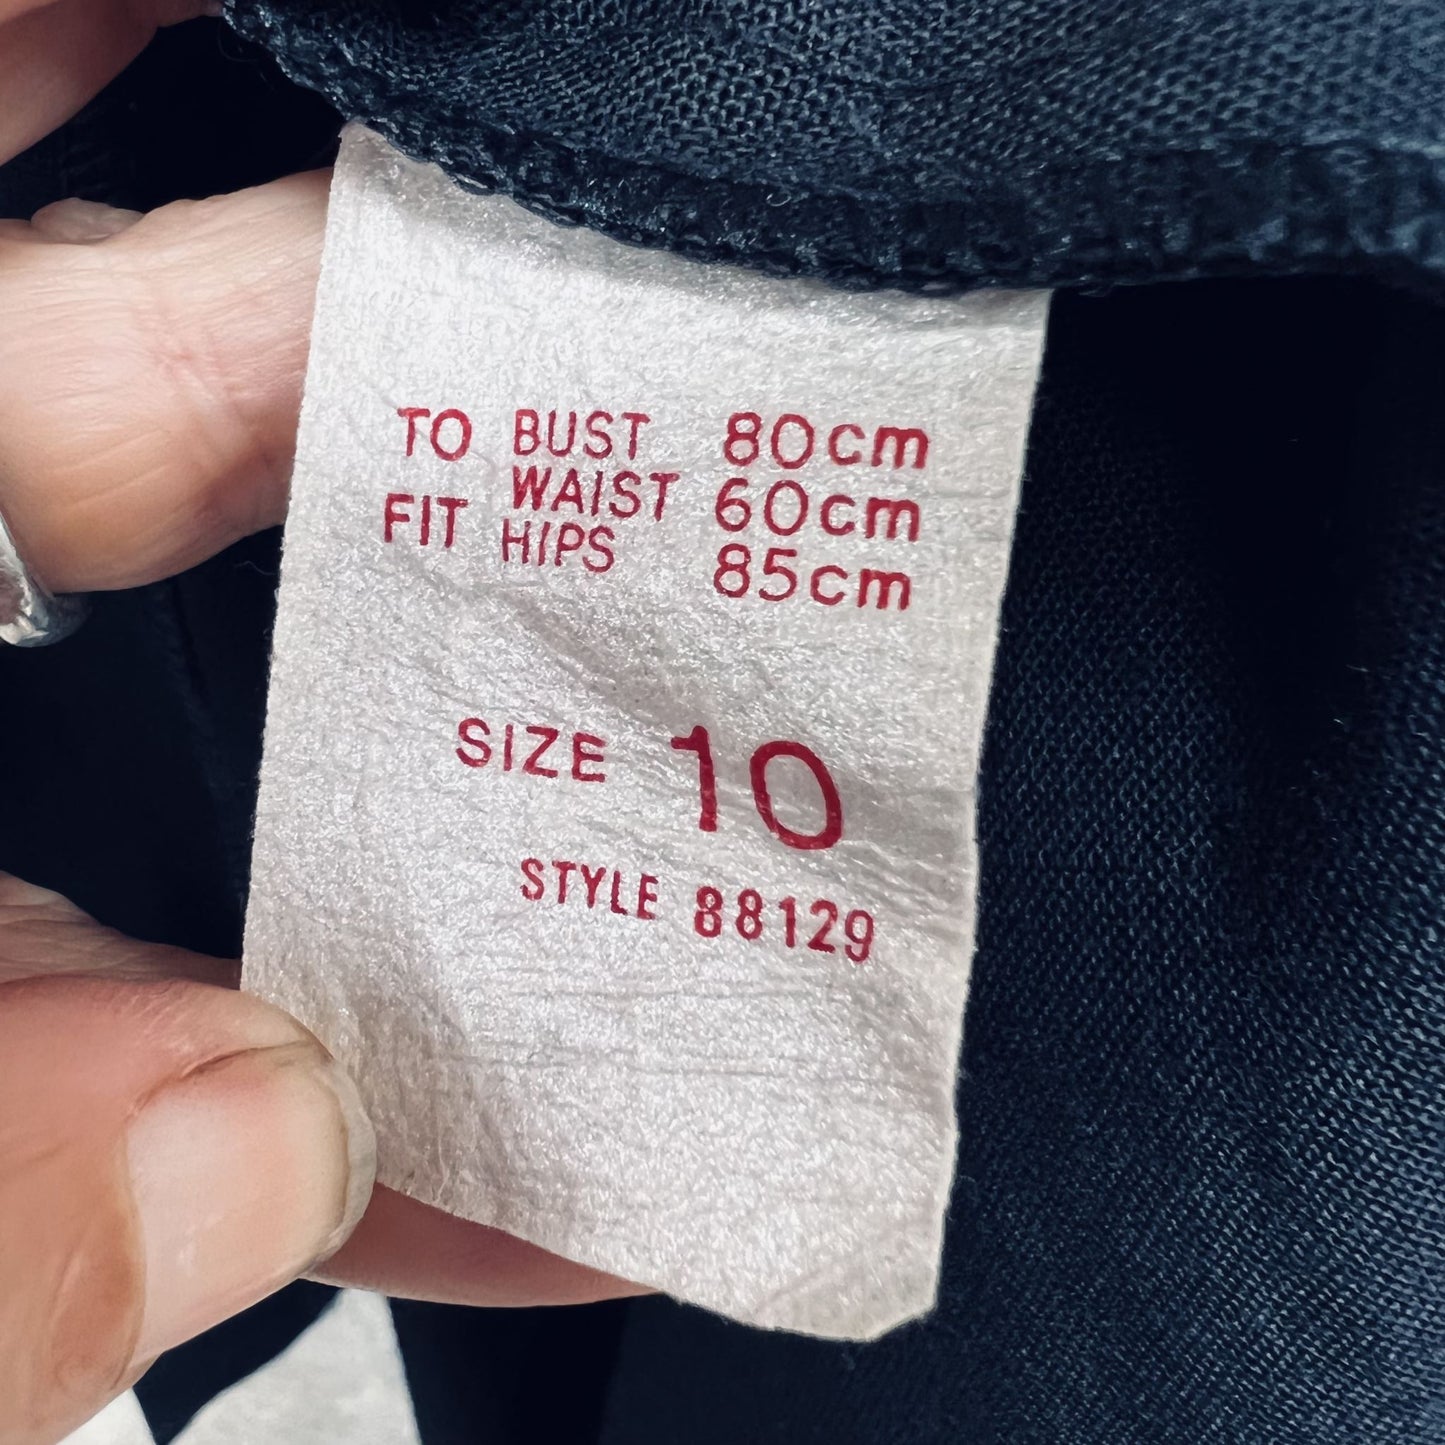 TO BUST 80cm
WAIST 60cm
FIT HIPS 85cm
SIZE 10
STYLE 88129